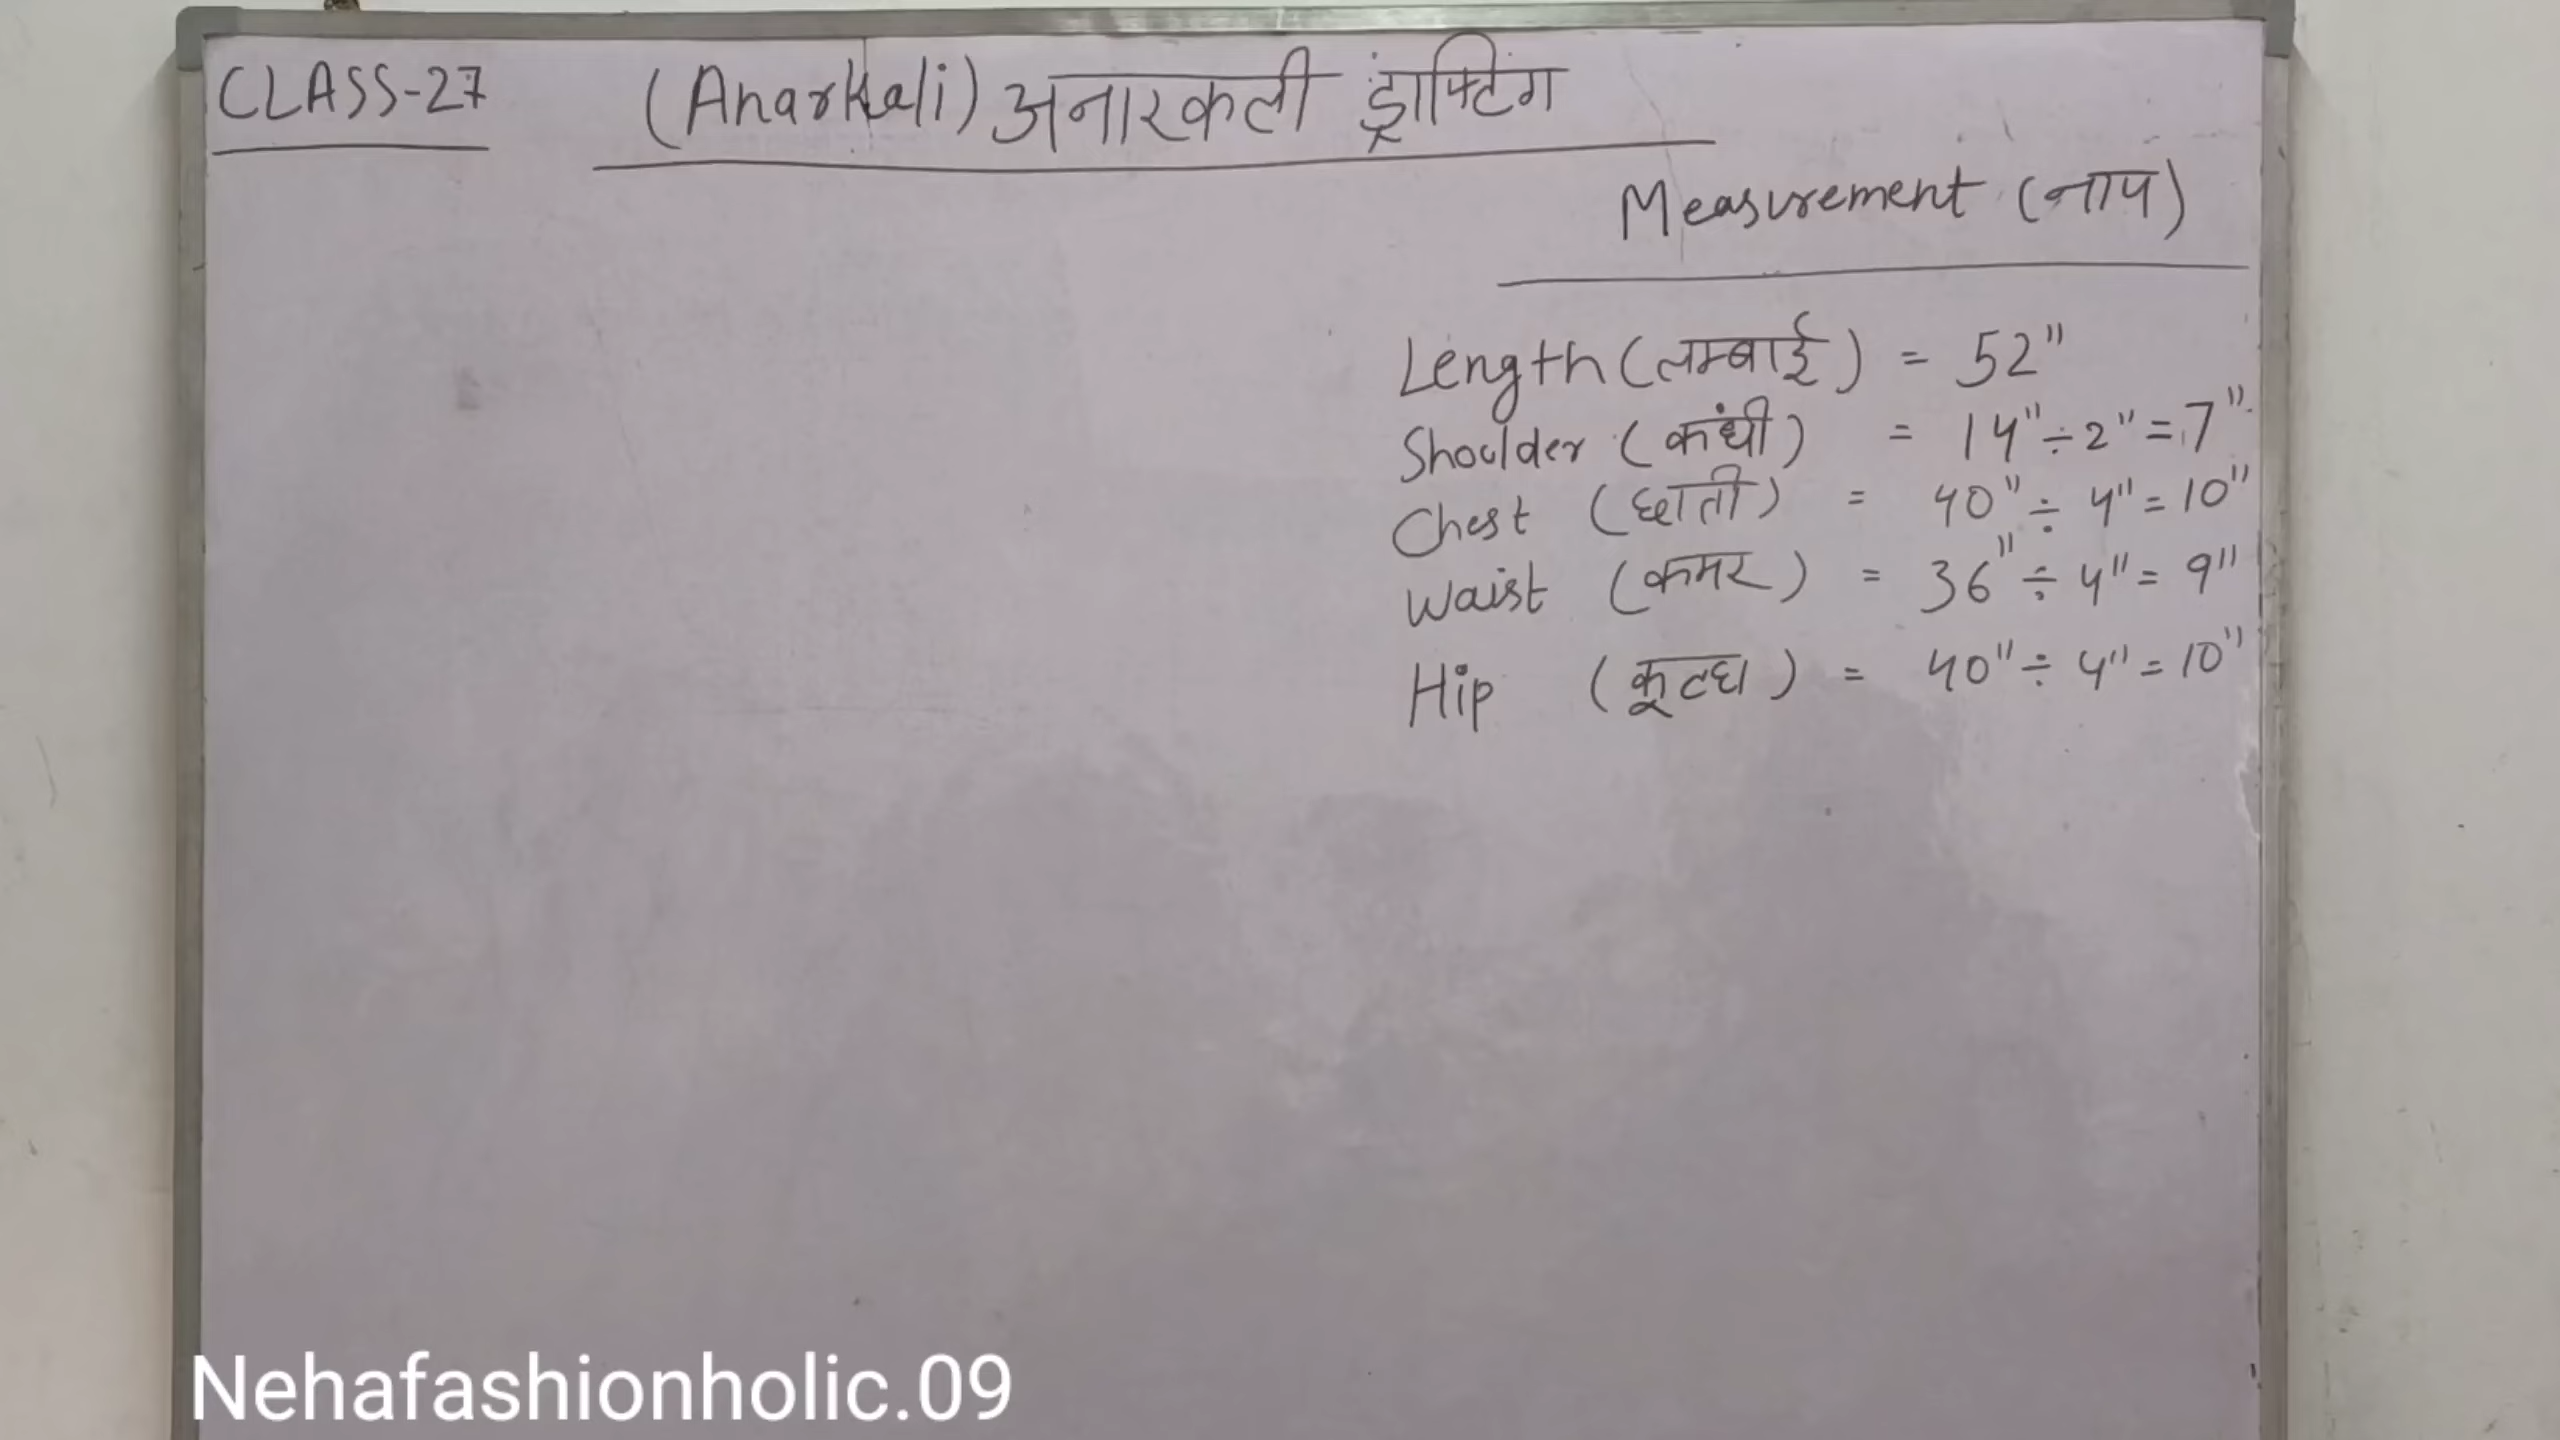 CLASS-27 (Anarkali) अनारकली ड्राफ्टिंग
Measurement (नाप)
Length (लम्बाई) = 52"
Shoulder (कंधी) = 14" ÷ 2" = 7"
Chest (छाती) = 40" ÷ 4" = 10"
Waist (कमर) = 36" ÷ 4" = 9"
Hip = 40" ÷ 4" = 10"
Nehafashionholic.09